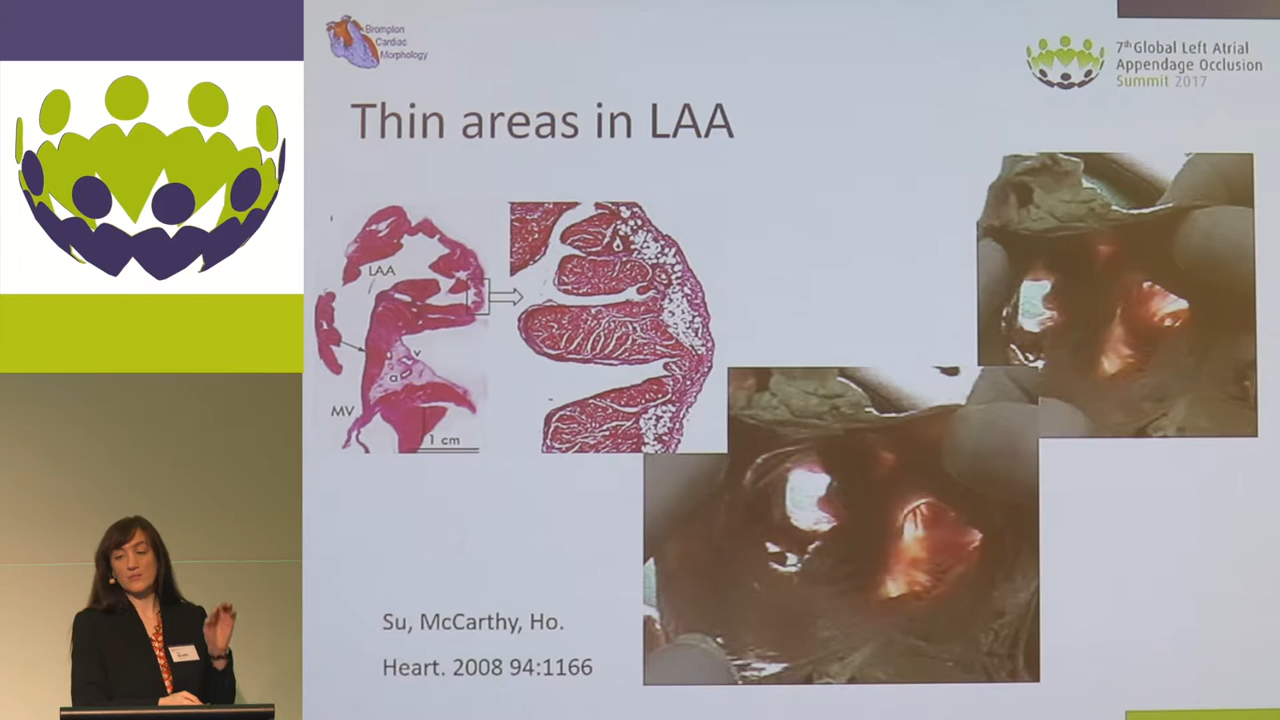 Brompton
Cardiac
Morphology
7th Global Left Atrial
Appendage Occlusion
Summit 2017
Thin areas in LAA
LAA
v
a
MV
1 cm
Su, McCarthy, Ho.
Heart. 2008 94:1166